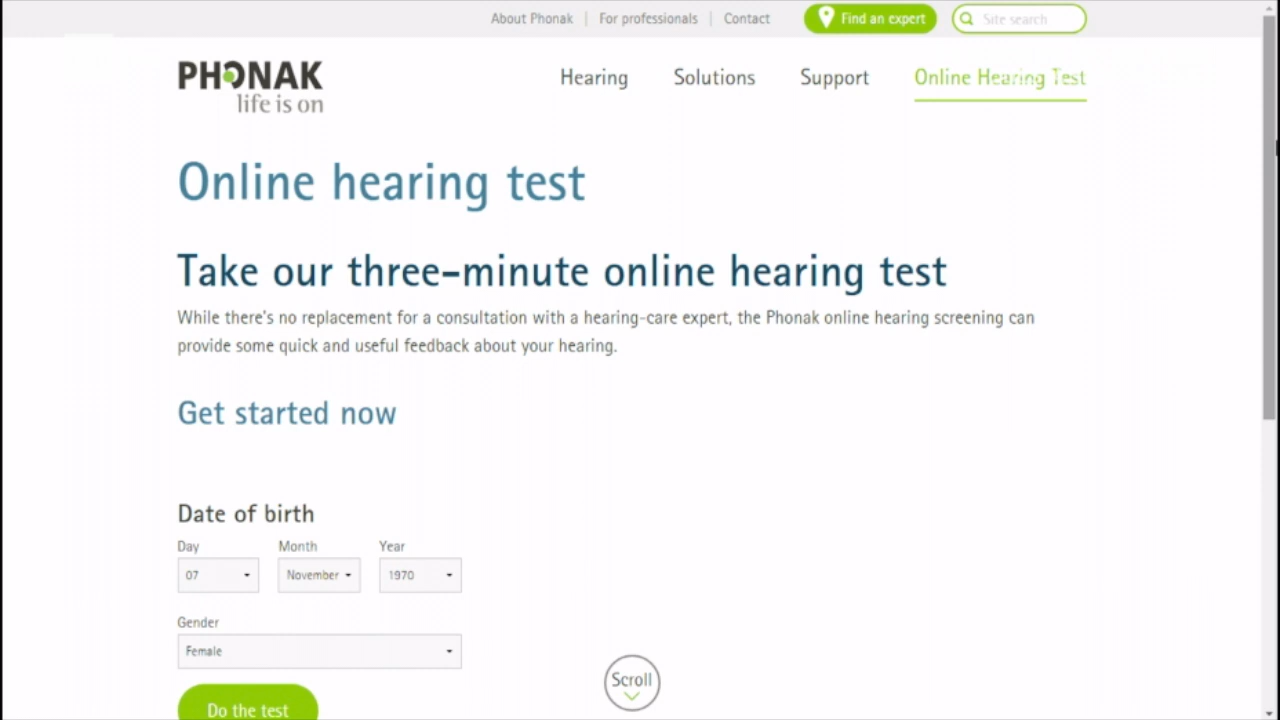 About Phonak | For professionals | Contact Find an expert Site search
PHONAK
life is on
Hearing Solutions Support Online Hearing Test
Online hearing test
Take our three-minute online hearing test
While there's no replacement for a consultation with a hearing-care expert, the Phonak online hearing screening can
provide some quick and useful feedback about your hearing.
Get started now
Date of birth
Day Month Year
07 November 1970
Gender
Female
Scroll
Do the test